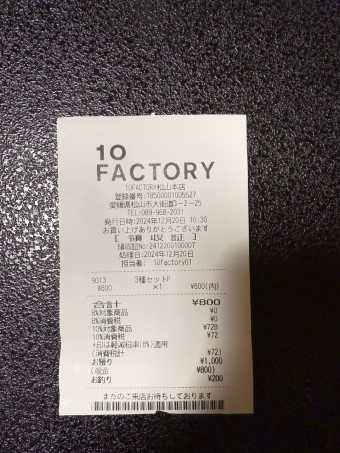 10
FACTORY
10FACTORY松山本店
登録番号:T8500001005527
愛媛県松山市大街道3-2-25
TEL:089-968-2031
発行日時:2024年12月20日 10:30
お買い上げありがとうございます
[ 領 収 証 ]
領収証No:2412200100007
処理日:2024年12月20日
担当者: 10factory01
9013 3種セットP
¥800 ×1 ¥800(内)
合計 ¥800
8%対象商品 ¥0
8%消費税 ¥0
10%対象商品 ¥728
10%消費税 ¥72
*印は軽減税率(8%)適用
(消費税計 ¥72)
お預り ¥1,000
(現金 ¥800)
お釣り ¥200
またのご来店お待ちしております